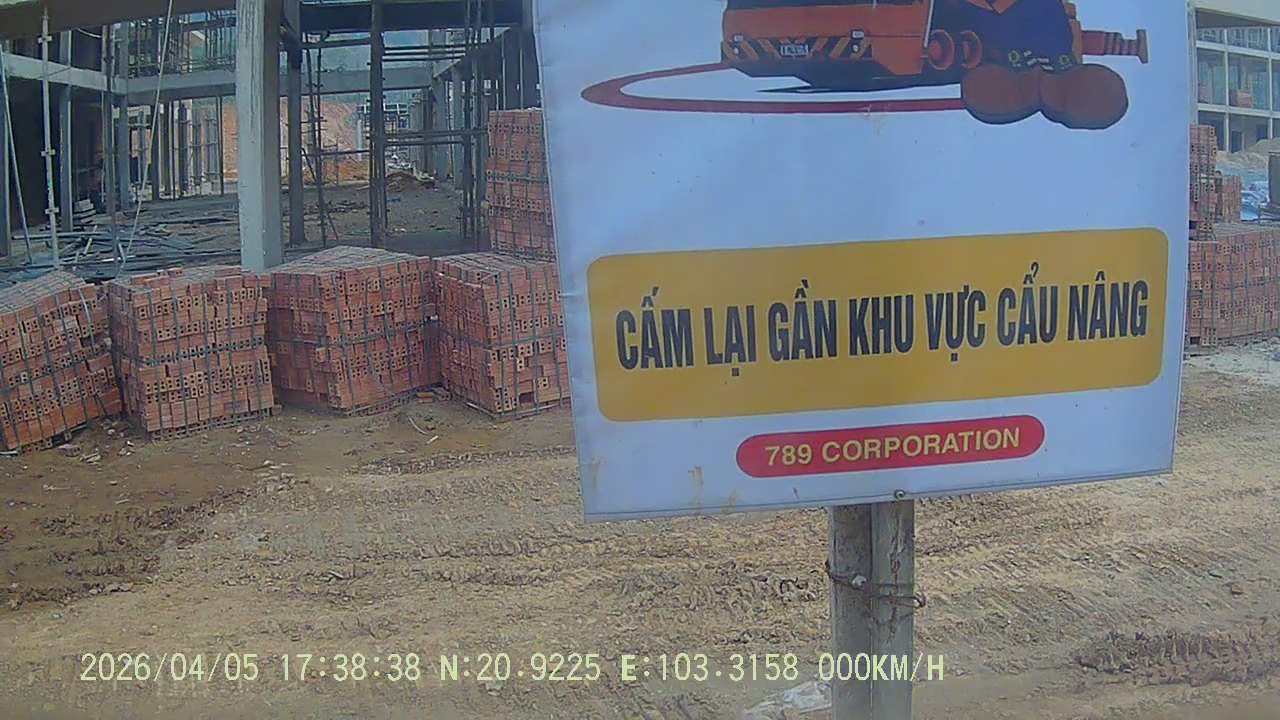 CẤM LẠI GẦN KHU VỰC CẨU NÂNG
789 CORPORATION
2026/04/05 17:38:38 N:20.9225 E:103.3158 000KM/H